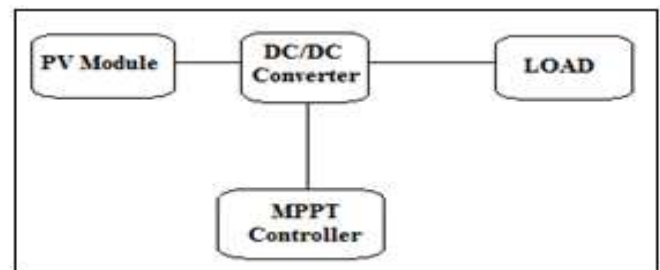 PV Module
DC/DC
Converter
LOAD
MPPT
Controller